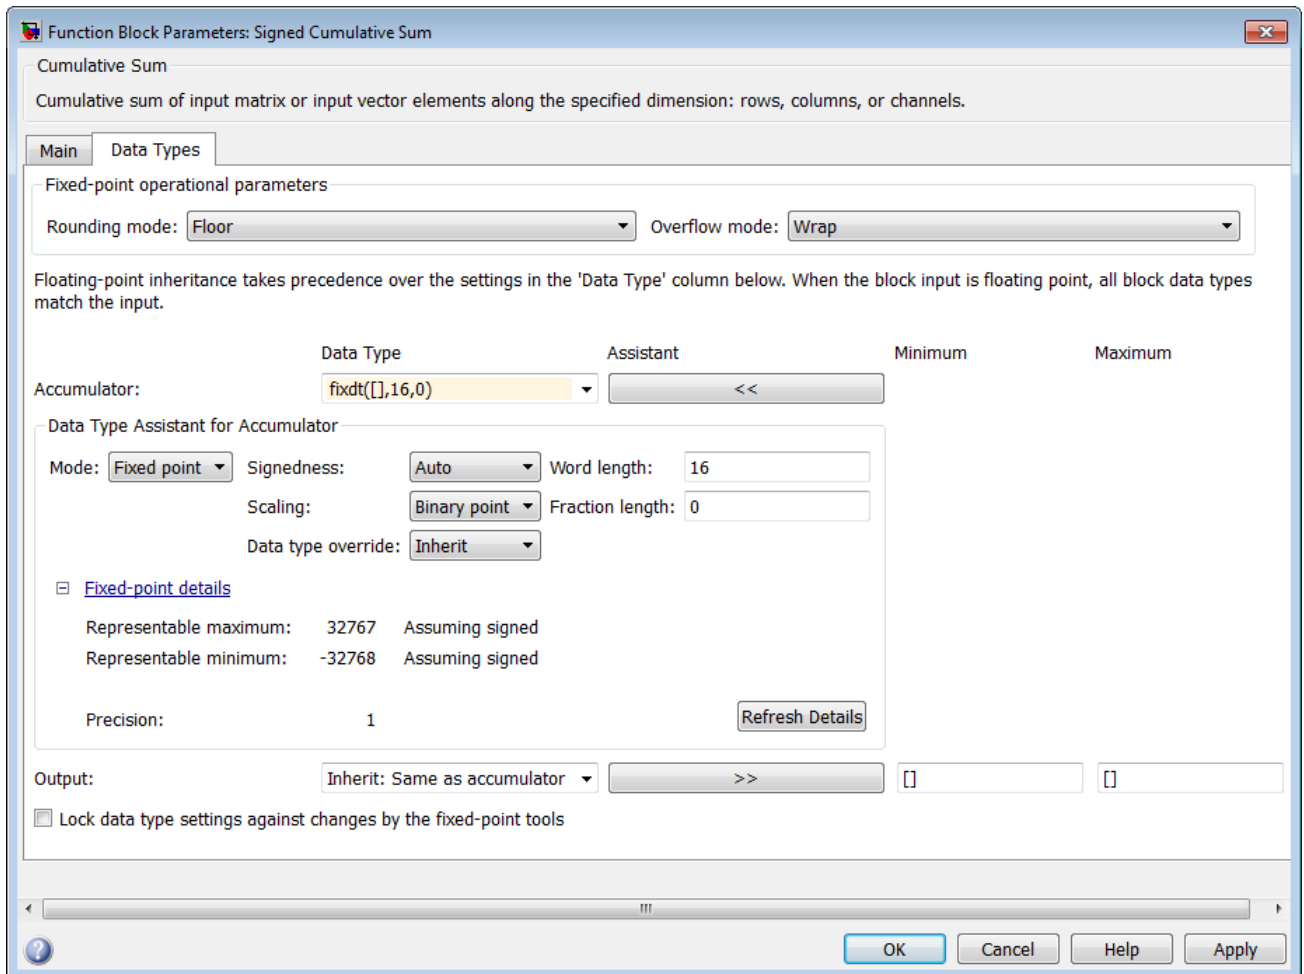 Function Block Parameters: Signed Cumulative Sum
Cumulative Sum
Cumulative sum of input matrix or input vector elements along the specified dimension: rows, columns, or channels.
Main Data Types
Fixed-point operational parameters
Rounding mode: Floor Overflow mode: Wrap
Floating-point inheritance takes precedence over the settings in the 'Data Type' column below. When the block input is floating point, all block data types
match the input.
Data Type Assistant Minimum Maximum
Accumulator: fixdt([],16,0) <<
Data Type Assistant for Accumulator
Mode: Fixed point Signedness: Auto Word length: 16
Scaling: Binary point Fraction length: 0
Data type override: Inherit
Fixed-point details
Representable maximum: 32767 Assuming signed
Representable minimum: -32768 Assuming signed
Precision: 1 Refresh Details
Output: Inherit: Same as accumulator >> [] []
Lock data type settings against changes by the fixed-point tools
OK Cancel Help Apply